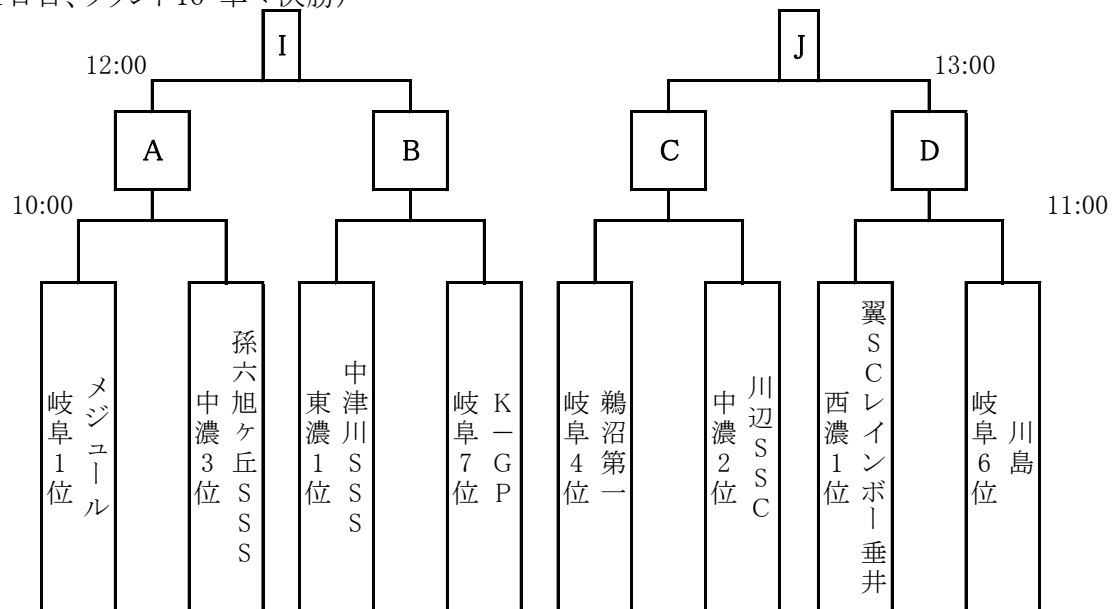 I
J
12:00
13:00
A
B
C
D
10:00
11:00
メジュール
岐阜1位
孫六旭ケ丘SSS
中濃3位
中津川SSS
東濃1位
K－GP
岐阜7位
鵜沼第一
岐阜4位
川辺SSC
中濃2位
翼SCレインボー垂井
西濃1位
川島
岐阜6位